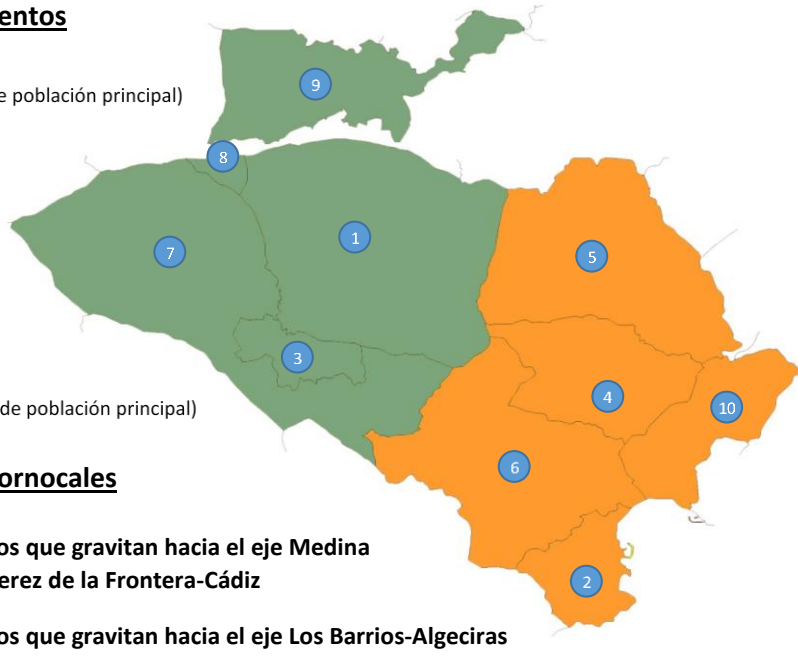 entos
e población principal)
9
8
1
7
5
3
4
10
de población principal)
6
ornocales
os que gravitan hacia el eje Medina
erez de la Frontera-Cádiz
2
os que gravitan hacia el eje Los Barrios-Algeciras